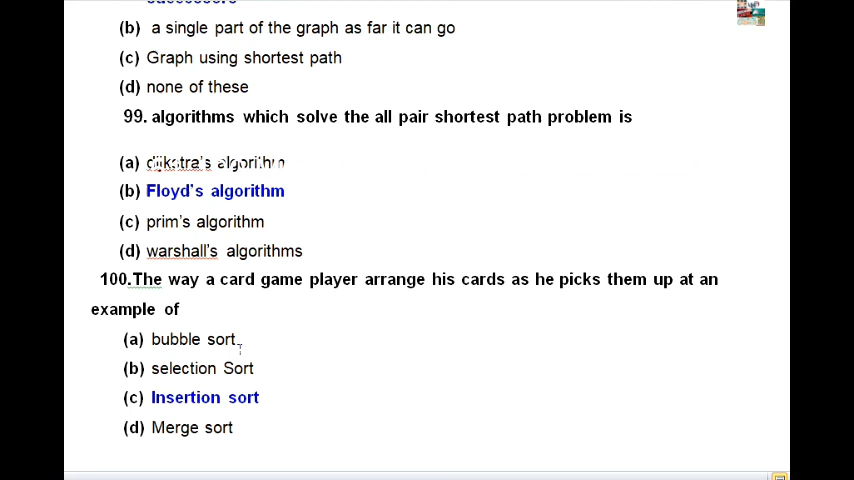 (b) a single part of the graph as far it can go
(c) Graph using shortest path
(d) none of these
99. algorithms which solve the all pair shortest path problem is
(a) dijkstra's algorithm
(b) Floyd's algorithm
(c) prim's algorithm
(d) warshall's algorithms
100.The way a card game player arrange his cards as he picks them up at an
example of
(a) bubble sort
(b) selection Sort
(c) Insertion sort
(d) Merge sort